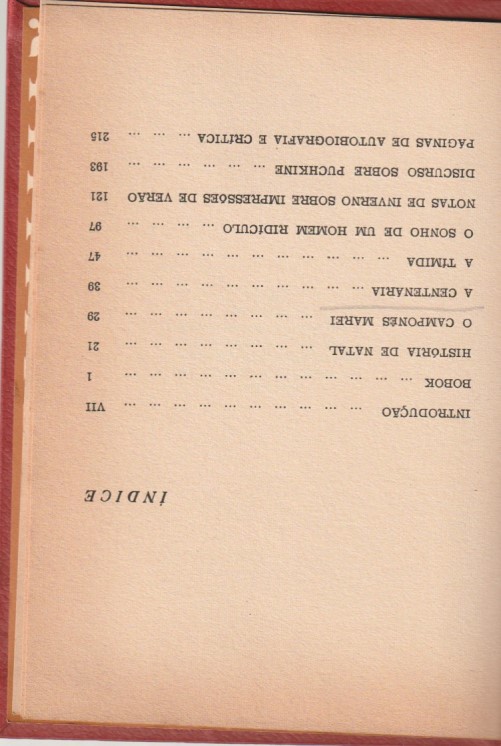 ÍNDICE
INTRODUÇÃO ... ... ... ... ... ... ... ... ... ... VII
BOBOK ... ... ... ... ... ... ... ... ... ... ... ... 1
HISTÓRIA DE NATAL ... ... ... ... ... ... ... ... 21
O CAMPONÊS MAREI ... ... ... ... ... ... ... ... 29
A CENTENÁRIA ... ... ... ... ... ... ... ... ... ... 39
A TÍMIDA ... ... ... ... ... ... ... ... ... ... ... 47
O SONHO DE UM HOMEM RIDÍCULO ... ... ... ... 97
NOTAS DE INVERNO SOBRE IMPRESSÕES DE VERÃO 121
DISCURSO SOBRE PUCHKINE ... ... ... ... ... ... 193
PÁGINAS DE AUTOBIOGRAFIA E CRÍTICA ... ... ... 215